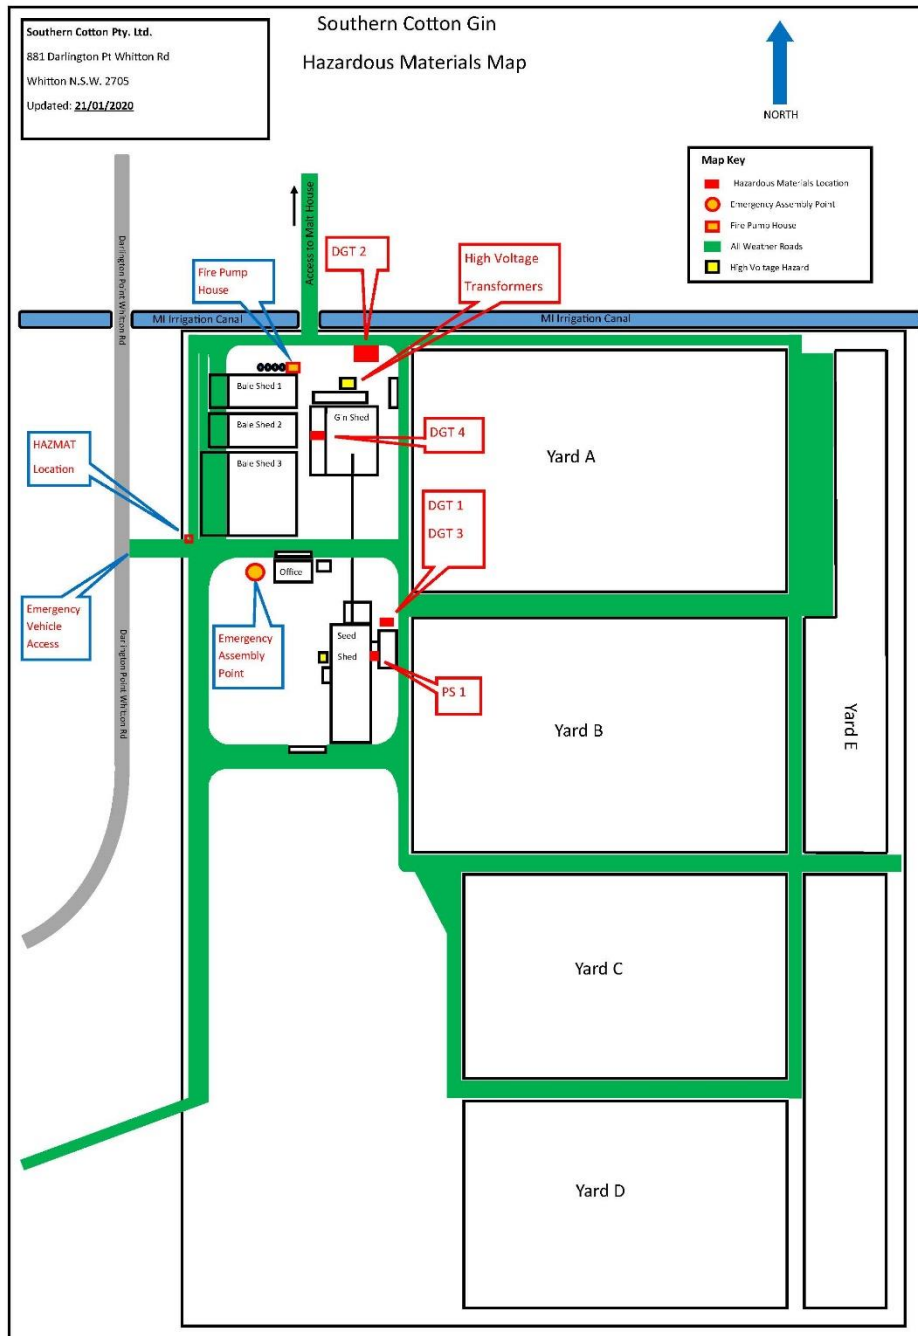 Southern Cotton Gin
Hazardous Materials Map
Southern Cotton Pty. Ltd.
881 Darlington Pt Whitton Rd
Whitton N.S.W. 2705
Updated: 21/01/2020
NORTH
Map Key
Hazardous Materials Location
Emergency Assembly Point
Fire Pump House
All Weather Roads
High Voltage Hazard
Darlington Point Whitton Rd
Access to Malt House
DGT 2
High Voltage
Transformers
Fire Pump
House
MI Irrigation Canal
MI Irrigation Canal
Bale Shed 1
Bale Shed 2
Bale Shed 3
Gin Shed
DGT 4
Yard A
HAZMAT
Location
DGT 1
DGT 3
Office
Emergency
Vehicle
Access
Emergency
Assembly
Point
Seed
Shed
PS 1
Darlington Point Whitton Rd
Yard B
Yard E
Yard C
Yard D